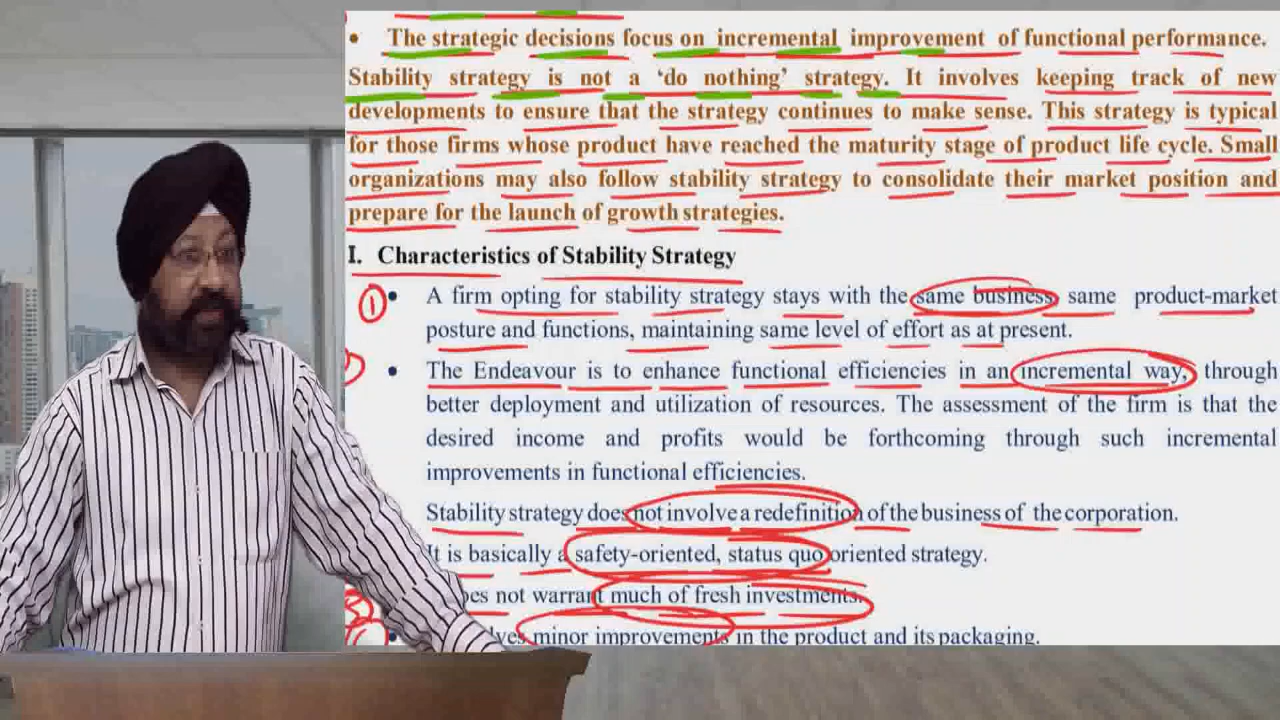 • The strategic decisions focus on incremental improvement of functional performance.
Stability strategy is not a ‘do nothing’ strategy. It involves keeping track of new
developments to ensure that the strategy continues to make sense. This strategy is typical
for those firms whose product have reached the maturity stage of product life cycle. Small
organizations may also follow stability strategy to consolidate their market position and
prepare for the launch of growth strategies.
I. Characteristics of Stability Strategy
① • A firm opting for stability strategy stays with the same business, same product-market
posture and functions, maintaining same level of effort as at present.
• The Endeavour is to enhance functional efficiencies in an incremental way, through
better deployment and utilization of resources. The assessment of the firm is that the
desired income and profits would be forthcoming through such incremental
improvements in functional efficiencies.
Stability strategy does not involve a redefinition of the business of the corporation.
It is basically a safety-oriented, status quo oriented strategy.
not warrant much of fresh investments.
• minor improvements in the product and its packaging.